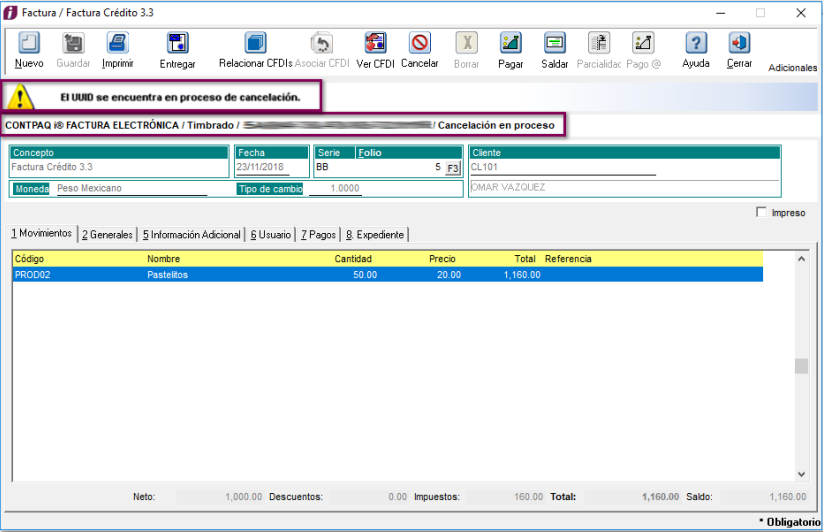 Factura / Factura Crédito 3.3
Nuevo Guardar Imprimir Entregar Relacionar CFDIs Asociar CFDI Ver CFDI Cancelar Borrar Pagar Saldar Parcialidac Pago @ Ayuda Cerrar Adicionales
El UUID se encuentra en proceso de cancelación.
CONTPAQ i® FACTURA ELECTRÓNICA / Timbrado / / Cancelación en proceso
Concepto Fecha Serie Folio Cliente
Factura Crédito 3.3 23/11/2018 BB 5 F3 CL101
Moneda Peso Mexicano Tipo de cambio 1.0000 OMAR VAZQUEZ
Impreso
1 Movimientos 2 Generales 5 Información Adicional 6 Usuario 7 Pagos 8. Expediente
Código Nombre Cantidad Precio Total Referencia
PROD02 Pastelitos 50.00 20.00 1,160.00
Neto: 1,000.00 Descuentos: 0.00 Impuestos: 160.00 Total: 1,160.00 Saldo: 1,160.00
* Obligatorio